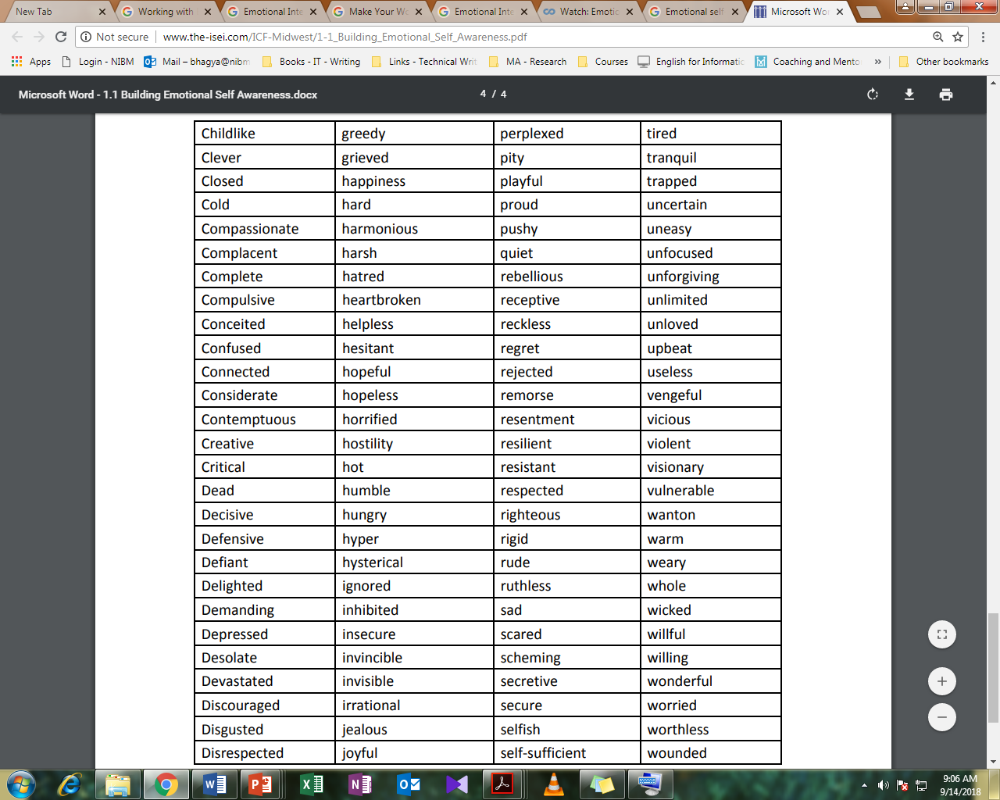 New Tab Working with Emotional Inte Make Your Wo Emotional Inte Watch: Emotic Emotional self Microsoft Wor
Not secure www.the-isei.com/ICF-Midwest/1-1_Building_Emotional_Self_Awareness.pdf
Apps Login - NIBM Mail – bhagya@nibm Books - IT - Writing Links - Technical Writ MA - Research Courses English for Informatic Coaching and Mento » Other bookmarks
Microsoft Word - 1.1 Building Emotional Self Awareness.docx 4 / 4
Childlike greedy perplexed tired
Clever grieved pity tranquil
Closed happiness playful trapped
Cold hard proud uncertain
Compassionate harmonious pushy uneasy
Complacent harsh quiet unfocused
Complete hatred rebellious unforgiving
Compulsive heartbroken receptive unlimited
Conceited helpless reckless unloved
Confused hesitant regret upbeat
Connected hopeful rejected useless
Considerate hopeless remorse vengeful
Contemptuous horrified resentment vicious
Creative hostility resilient violent
Critical hot resistant visionary
Dead humble respected vulnerable
Decisive hungry righteous wanton
Defensive hyper rigid warm
Defiant hysterical rude weary
Delighted ignored ruthless whole
Demanding inhibited sad wicked
Depressed insecure scared willful
Desolate invincible scheming willing
Devastated invisible secretive wonderful
Discouraged irrational secure worried
Disgusted jealous selfish worthless
Disrespected joyful self-sufficient wounded
9:06 AM
9/14/2018